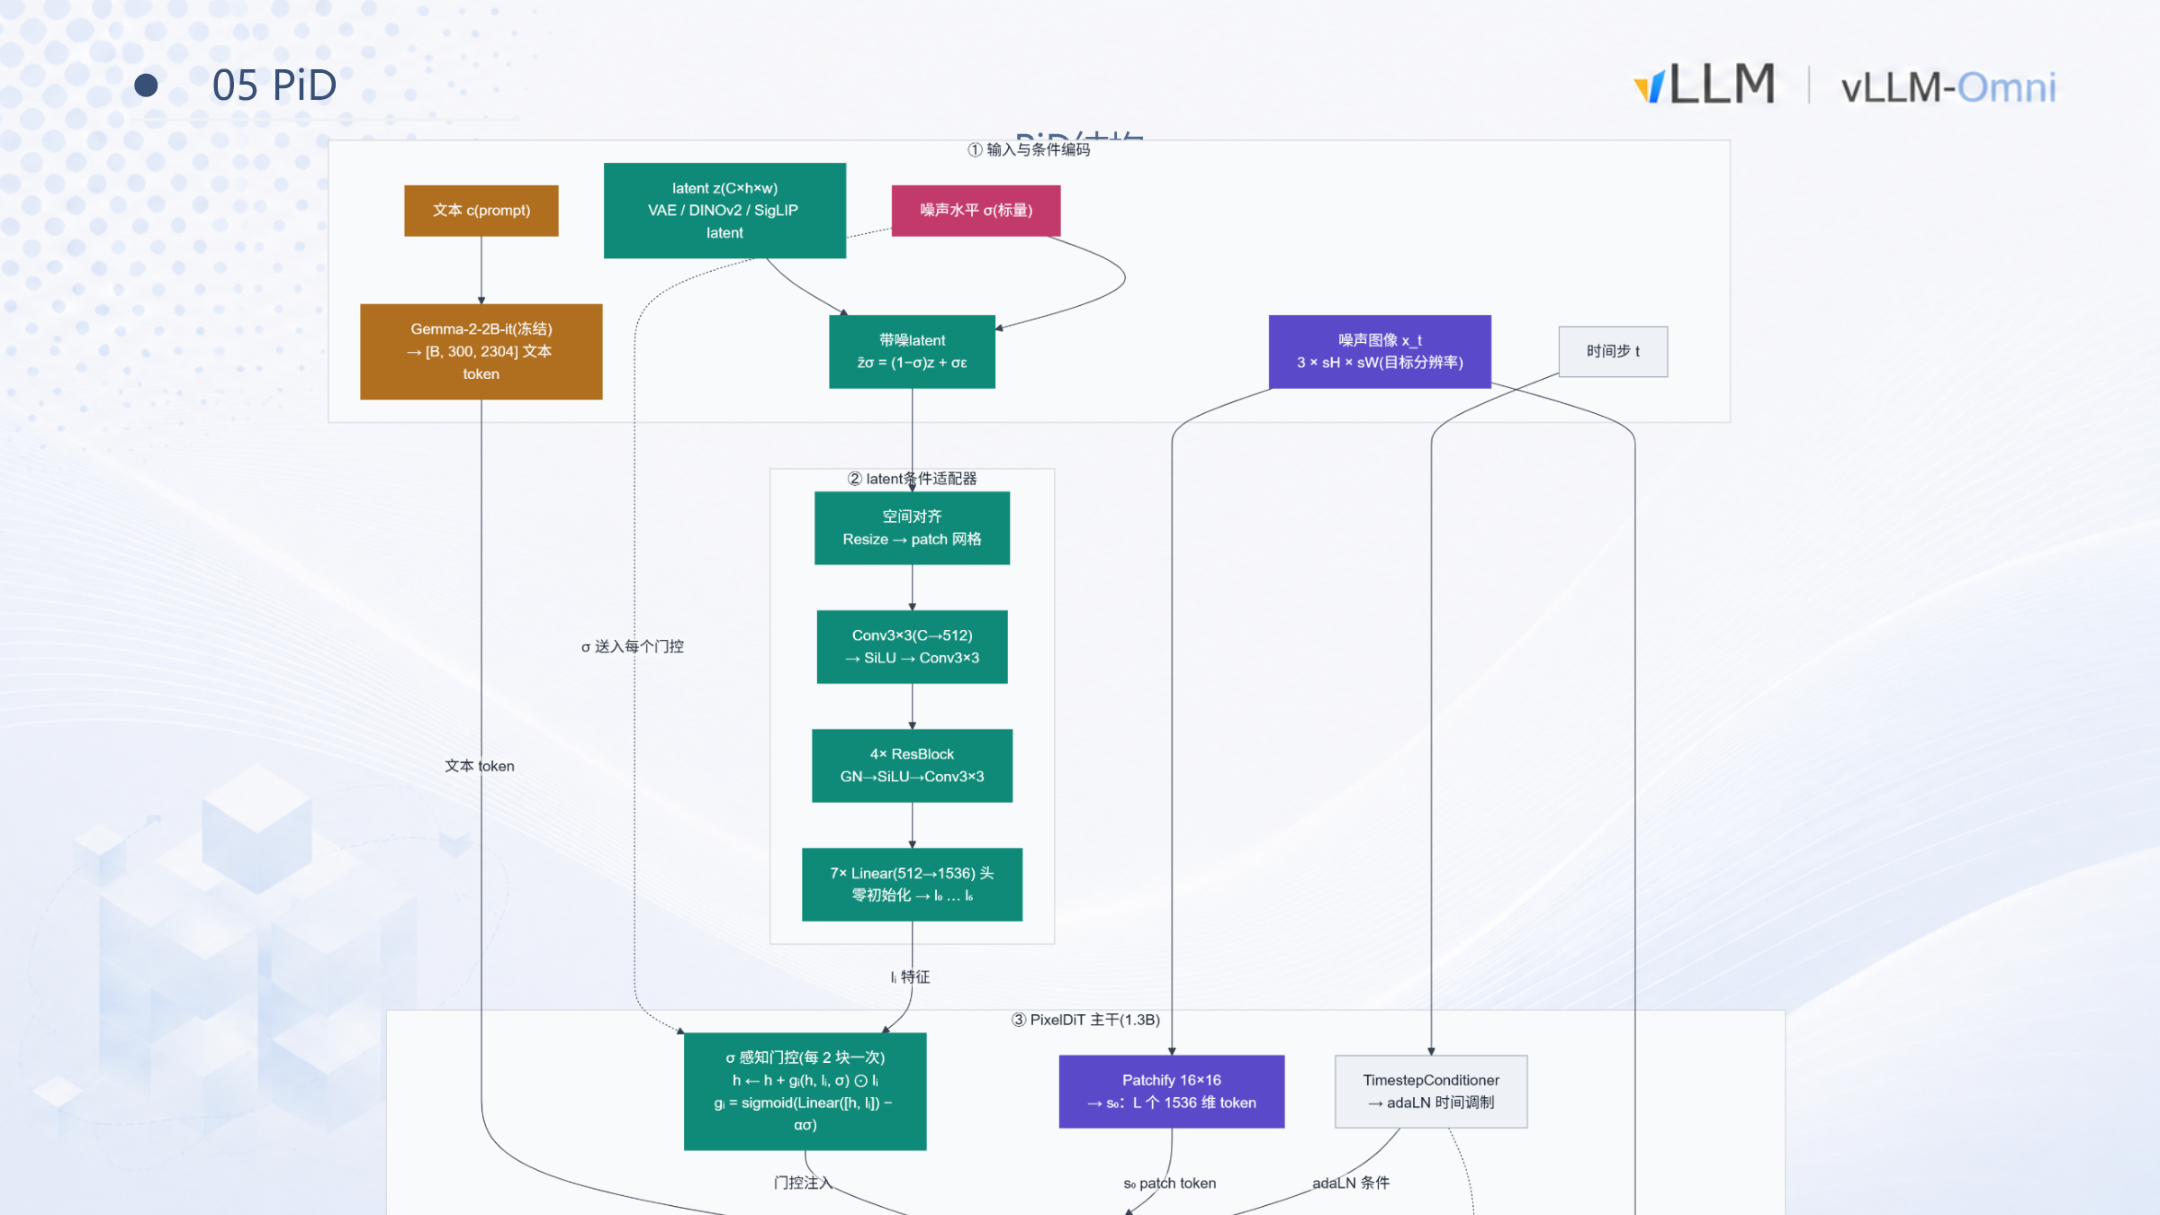 05 PiD
vLLM
vLLM-Omni
PiD结构
① 输入与条件编码
文本 c(prompt)
latent z(C×h×w)
VAE / DINOv2 / SigLIP
latent
噪声水平 σ(标量)
Gemma-2-2B-it(冻结)
→ [B, 300, 2304] 文本
token
带噪latent
z̃σ = (1−σ)z + σε
噪声图像 x_t
3 × sH × sW(目标分辨率)
时间步 t
② latent条件适配器
空间对齐
Resize → patch 网格
Conv3×3(C→512)
→ SiLU → Conv3×3
σ 送入每个门控
4× ResBlock
GN→SiLU→Conv3×3
文本 token
7× Linear(512→1536) 头
零初始化 → l₀ … l₆
lᵢ 特征
③ PixelDiT 主干(1.3B)
σ 感知门控(每 2 块一次)
h ← h + gᵢ(h, lᵢ, σ) ⊙ lᵢ
gᵢ = sigmoid(Linear([h, lᵢ]) −
ασ)
Patchify 16×16
→ s₀：L 个 1536 维 token
TimestepConditioner
→ adaLN 时间调制
门控注入
s₀ patch token
adaLN 条件